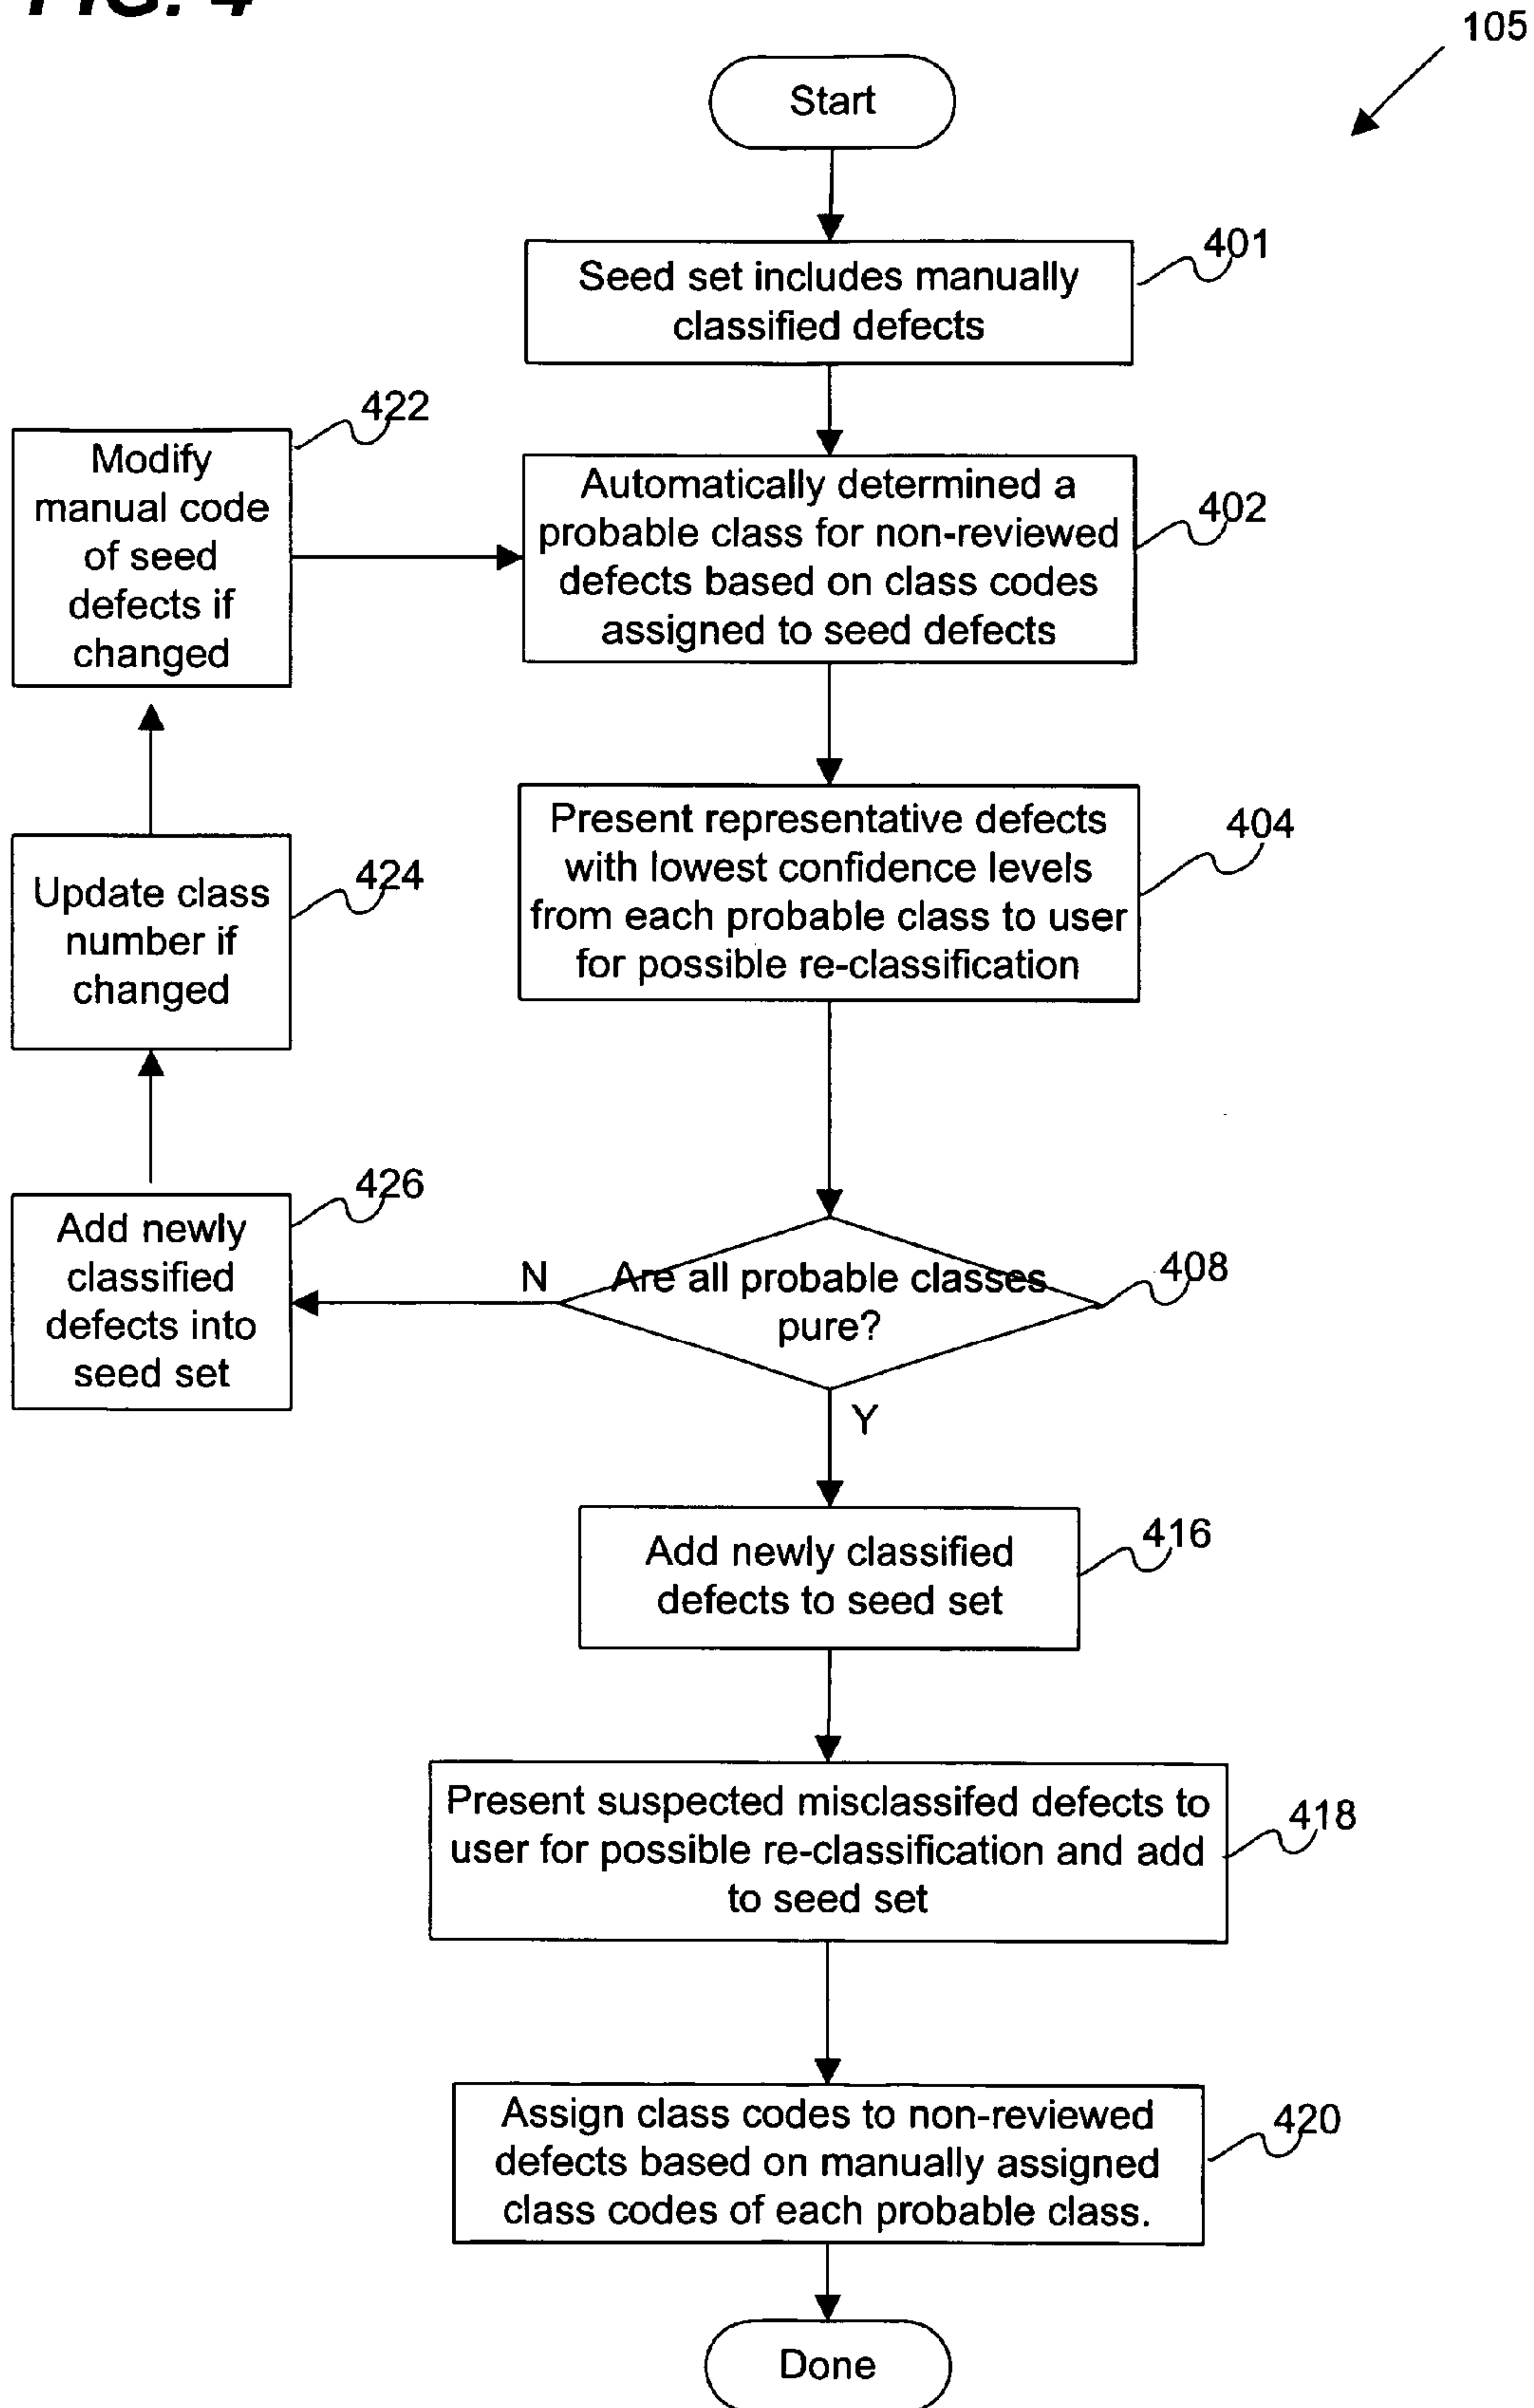 FIG. 4
105
Start
401
Seed set includes manually
classified defects
422
Modify
manual code
of seed
defects if
changed
402
Automatically determined a
probable class for non-reviewed
defects based on class codes
assigned to seed defects
404
Present representative defects
with lowest confidence levels
from each probable class to user
for possible re-classification
424
Update class
number if
changed
426
Add newly
classified
defects into
seed set
N
408
Are all probable classes
pure?
Y
416
Add newly classified
defects to seed set
418
Present suspected misclassifed defects to
user for possible re-classification and add
to seed set
420
Assign class codes to non-reviewed
defects based on manually assigned
class codes of each probable class.
Done